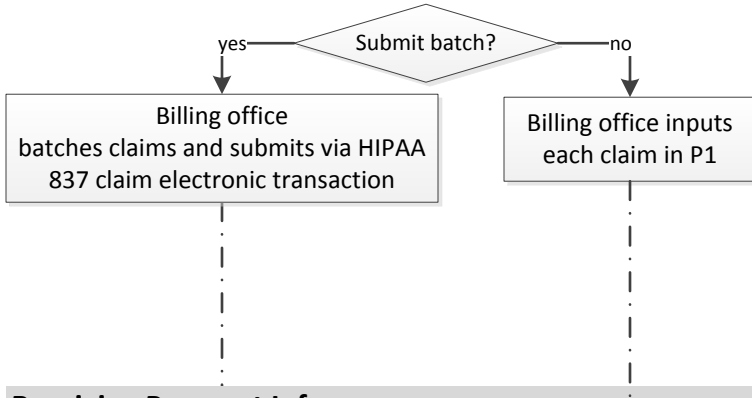 Submit batch?
yes
no
Billing office
batches claims and submits via HIPAA
837 claim electronic transaction
Billing office inputs
each claim in P1